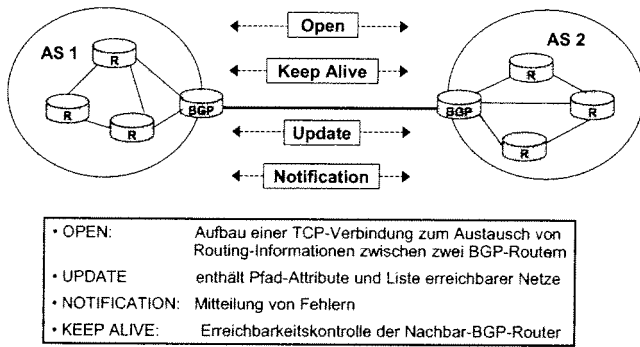 Open
AS 1
AS 2
R
Keep Alive
R
R
R
BGP
BGP
R
R
Update
Notification
• OPEN: Aufbau einer TCP-Verbindung zum Austausch von
Routing-Informationen zwischen zwei BGP-Routern
• UPDATE enthält Pfad-Attribute und Liste erreichbarer Netze
• NOTIFICATION: Mitteilung von Fehlern
• KEEP ALIVE: Erreichbarkeitskontrolle der Nachbar-BGP-Router